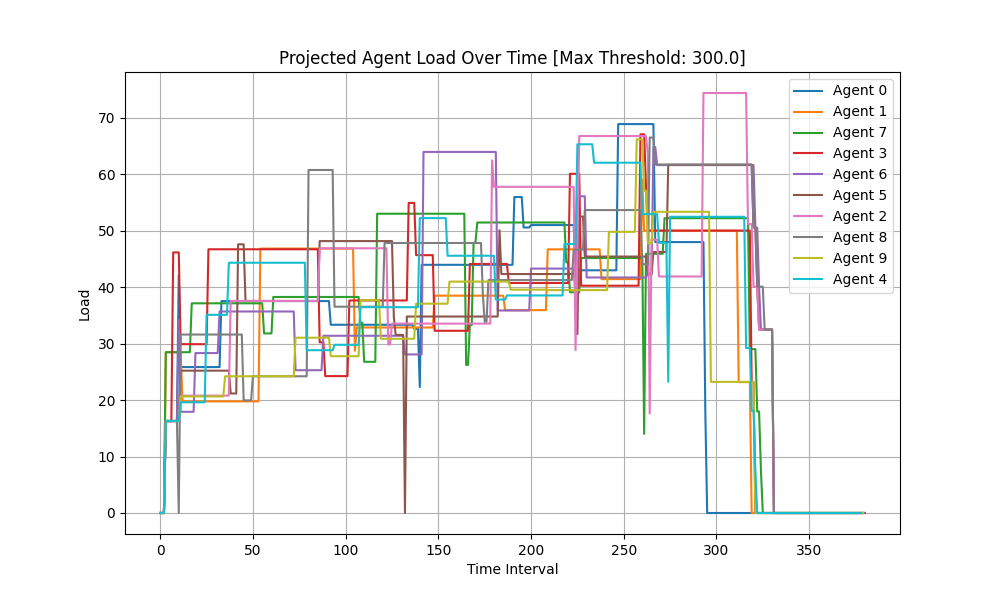 Projected Agent Load Over Time [Max Threshold: 300.0]
Load
70
60
50
40
30
20
10
0
0 50 100 150 200 250 300 350
Time Interval
Agent 0
Agent 1
Agent 7
Agent 3
Agent 6
Agent 5
Agent 2
Agent 8
Agent 9
Agent 4